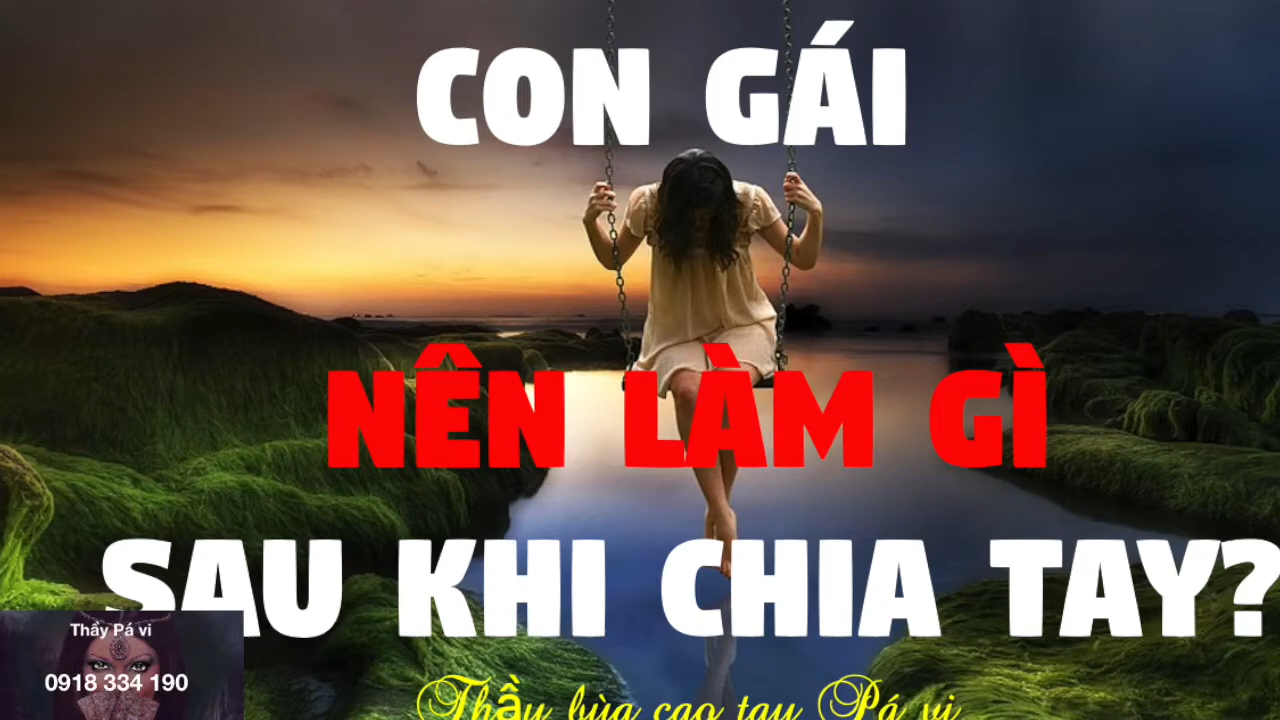 CON GÁI
NÊN LÀM GÌ
SAU KHI CHIA TAY?
Thầy Pá vi
0918 334 190
Thầy bùa cao tay Pá vi